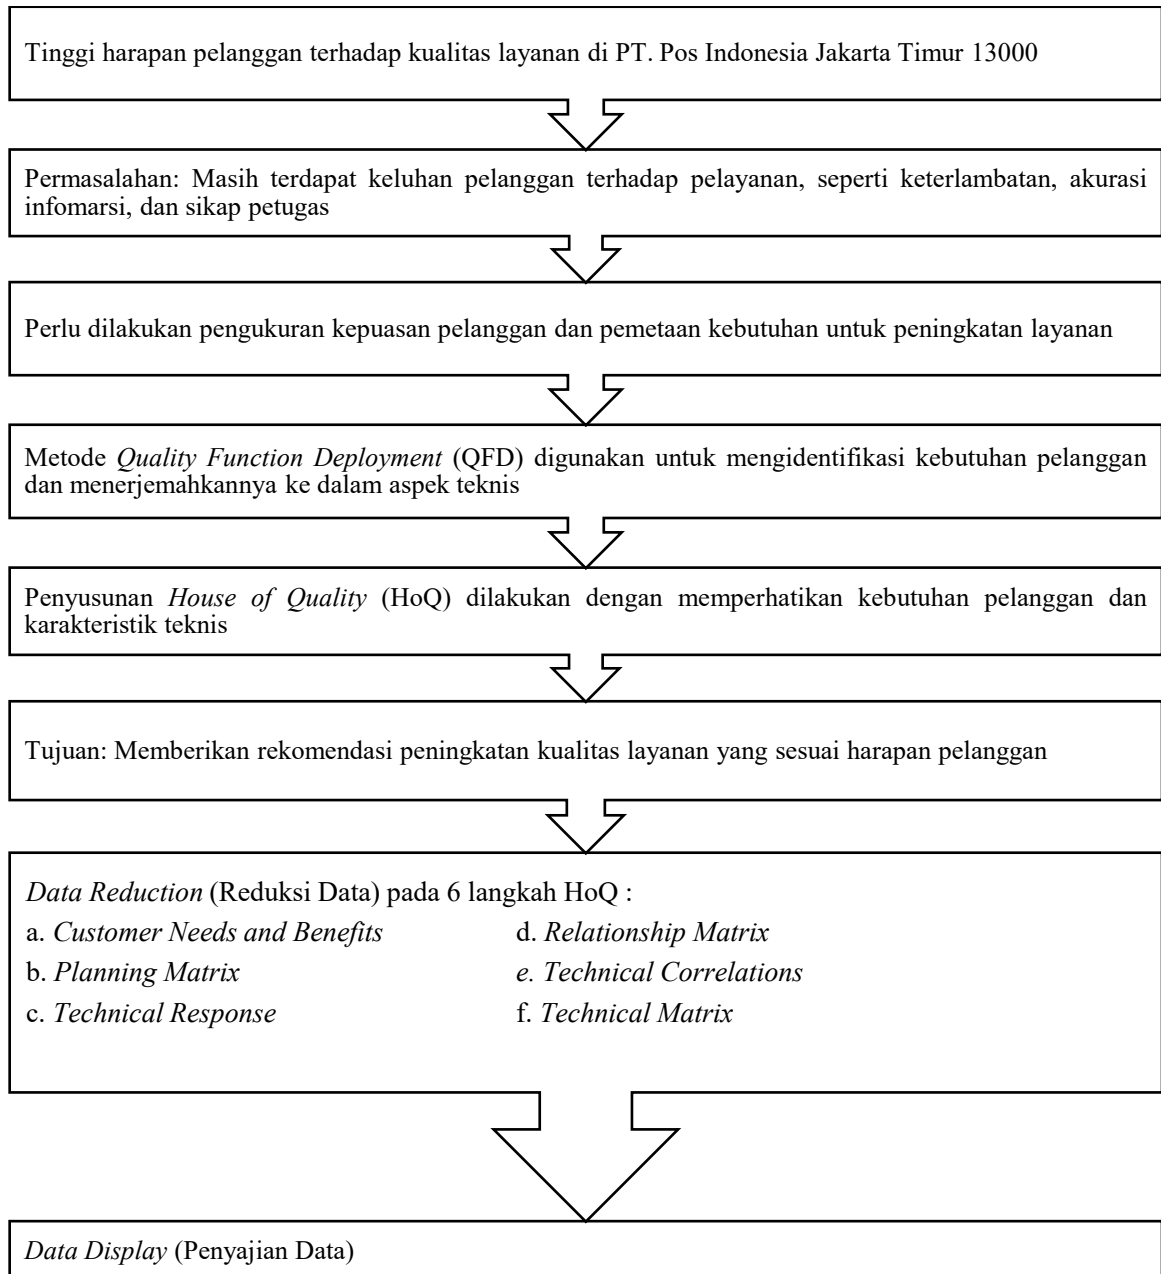 Tinggi harapan pelanggan terhadap kualitas layanan di PT. Pos Indonesia Jakarta Timur 13000
Permasalahan: Masih terdapat keluhan pelanggan terhadap pelayanan, seperti keterlambatan, akurasi
infomarsi, dan sikap petugas
Perlu dilakukan pengukuran kepuasan pelanggan dan pemetaan kebutuhan untuk peningkatan layanan
Metode Quality Function Deployment (QFD) digunakan untuk mengidentifikasi kebutuhan pelanggan
dan menerjemahkannya ke dalam aspek teknis
Penyusunan House of Quality (HoQ) dilakukan dengan memperhatikan kebutuhan pelanggan dan
karakteristik teknis
Tujuan: Memberikan rekomendasi peningkatan kualitas layanan yang sesuai harapan pelanggan
Data Reduction (Reduksi Data) pada 6 langkah HoQ :
a. Customer Needs and Benefits
b. Planning Matrix
c. Technical Response
d. Relationship Matrix
e. Technical Correlations
f. Technical Matrix
Data Display (Penyajian Data)